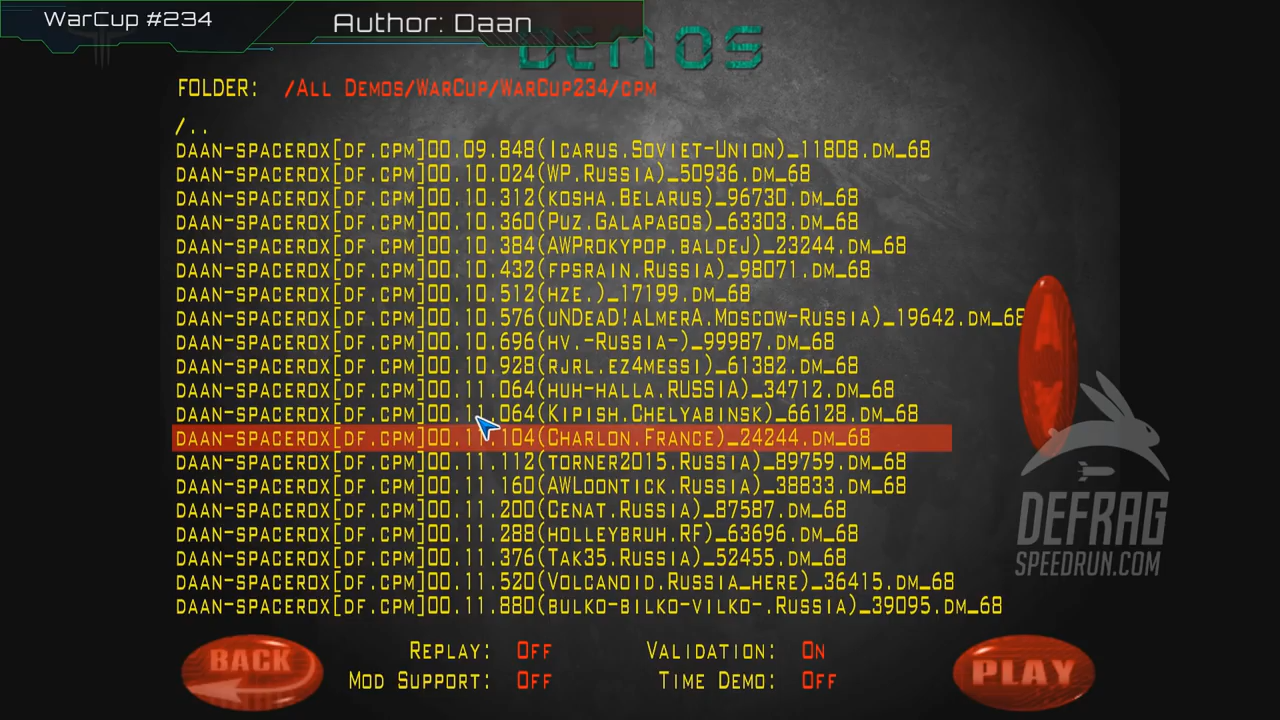 WarCup #234
Author: Daan
DEMOS
FOLDER: /All Demos/WarCup/WarCup234/cpm
/..
daan-spacerox[df.cpm]00.09.848(Icarus.Soviet-Union)_11808.dm_68
daan-spacerox[df.cpm]00.10.024(WP.Russia)_50936.dm_68
daan-spacerox[df.cpm]00.10.312(kosha.Belarus)_96730.dm_68
daan-spacerox[df.cpm]00.10.360(Puz.Galapagos)_63303.dm_68
daan-spacerox[df.cpm]00.10.384(AWProkypop.baldej)_23244.dm_68
daan-spacerox[df.cpm]00.10.432(fpsrain.Russia)_98071.dm_68
daan-spacerox[df.cpm]00.10.512(hze.)_17199.dm_68
daan-spacerox[df.cpm]00.10.576(uNDeaD!aLmerA.Moscow-Russia)_19642.dm_68
daan-spacerox[df.cpm]00.10.696(hv.-Russia-)_99987.dm_68
daan-spacerox[df.cpm]00.10.928(rjrl.ez4messi)_61382.dm_68
daan-spacerox[df.cpm]00.11.064(huh-halla.RUSSIA)_34712.dm_68
daan-spacerox[df.cpm]00.11.064(Kipish.Chelyabinsk)_66128.dm_68
daan-spacerox[df.cpm]00.11.104(Charlon.France)_24244.dm_68
daan-spacerox[df.cpm]00.11.112(torner2015.Russia)_89759.dm_68
daan-spacerox[df.cpm]00.11.160(AWLoontick.Russia)_38833.dm_68
daan-spacerox[df.cpm]00.11.200(Cenat.Russia)_87587.dm_68
daan-spacerox[df.cpm]00.11.288(holleybruh.RF)_63696.dm_68
daan-spacerox[df.cpm]00.11.376(Tak35.Russia)_52455.dm_68
daan-spacerox[df.cpm]00.11.520(Volcanoid.Russia_here)_36415.dm_68
daan-spacerox[df.cpm]00.11.880(bulko-bilko-vilko-.Russia)_39095.dm_68
DEFRAG
SPEEDRUN.COM
BACK
Replay: Off
Validation: On
Mod Support: Off
Time Demo: Off
PLAY